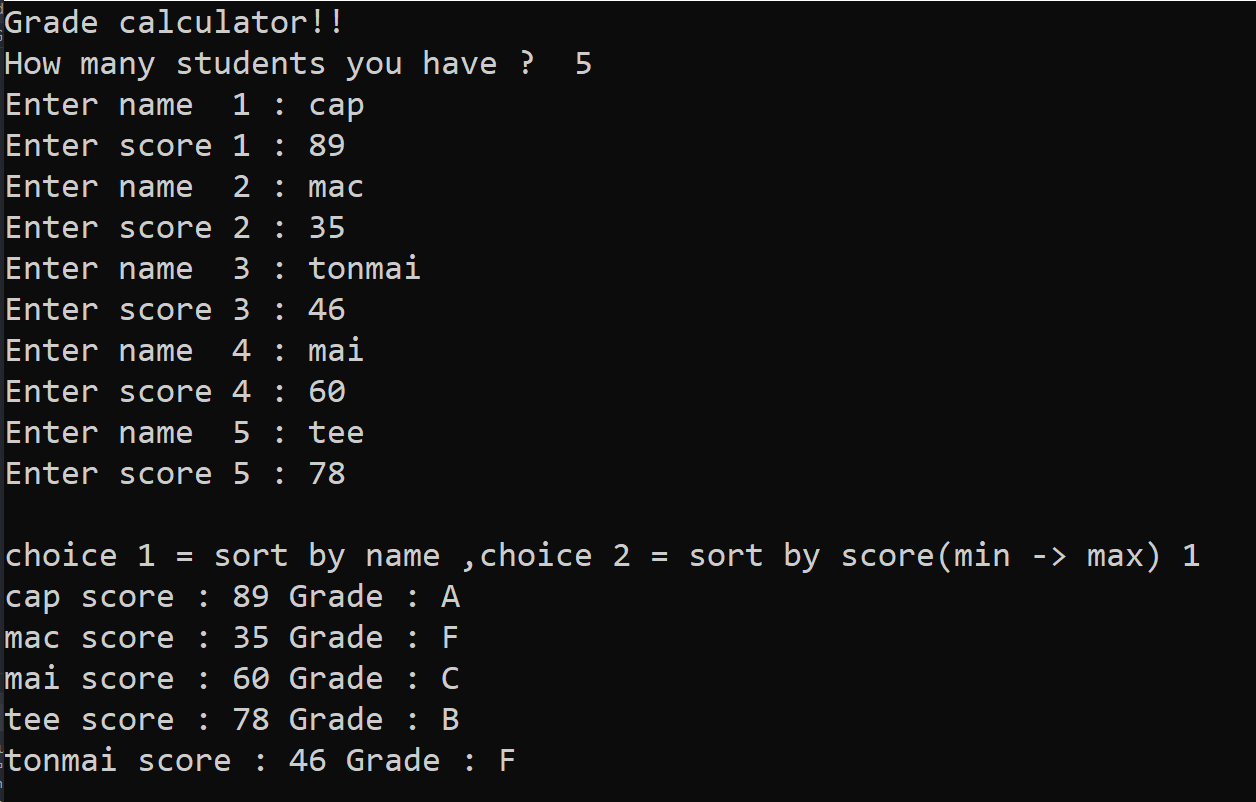 Grade calculator!!
How many students you have ?  5
Enter name  1 : cap
Enter score 1 : 89
Enter name  2 : mac
Enter score 2 : 35
Enter name  3 : tonmai
Enter score 3 : 46
Enter name  4 : mai
Enter score 4 : 60
Enter name  5 : tee
Enter score 5 : 78
choice 1 = sort by name ,choice 2 = sort by score(min -> max) 1
cap score : 89 Grade : A
mac score : 35 Grade : F
mai score : 60 Grade : C
tee score : 78 Grade : B
tonmai score : 46 Grade : F